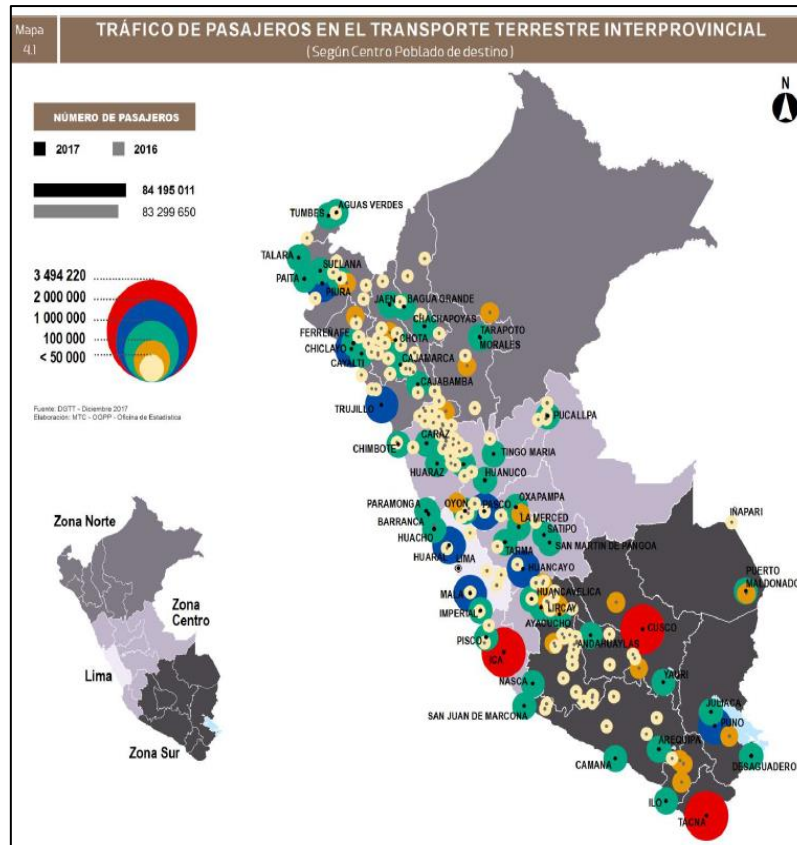 Mapa
4.1
TRÁFICO DE PASAJEROS EN EL TRANSPORTE TERRESTRE INTERPROVINCIAL
(Según Centro Poblado de destino)
N
NÚMERO DE PASAJEROS
2017 2016
84 195 011
83 299 650
3 494 220
2 000 000
1 000 000
100 000
< 50 000
Fuente: DGTT - Diciembre 2017
Elaboración: MTC - OGPP - Oficina de Estadística
AGUAS VERDES
TUMBES
TALARA
SULLANA
PAITA
PIURA
JAEN
BAGUA GRANDE
CHACHAPOYAS
FERREÑAFE
CHOTA
TARAPOTO
MORALES
CHICLAYO
CAYALTI
CAJAMARCA
CAJABAMBA
TRUJILLO
PUCALLPA
CARAZ
CHIMBOTE
TINGO MARIA
HUARAZ
HUANUCO
OXAPAMPA
PARAMONGA
OYON
PASCO
LA MERCED
BARRANCA
SATIPO
HUACHO
TARMA
SAN MARTIN DE PANGOA
HUARAL
LIMA
HUANCAYO
IÑAPARI
PUERTO
MALDONADO
MALA
HUANCAVELICA
IMPERIAL
LIRCAY
AYACUCHO
CUSCO
PISCO
ANDAHUAYLAS
ICA
NASCA
YAURI
SAN JUAN DE MARCONA
JULIACA
PUNO
AREQUIPA
CAMANA
DESAGUADERO
ILO
TACNA
Zona Norte
Zona
Centro
Lima
Zona Sur